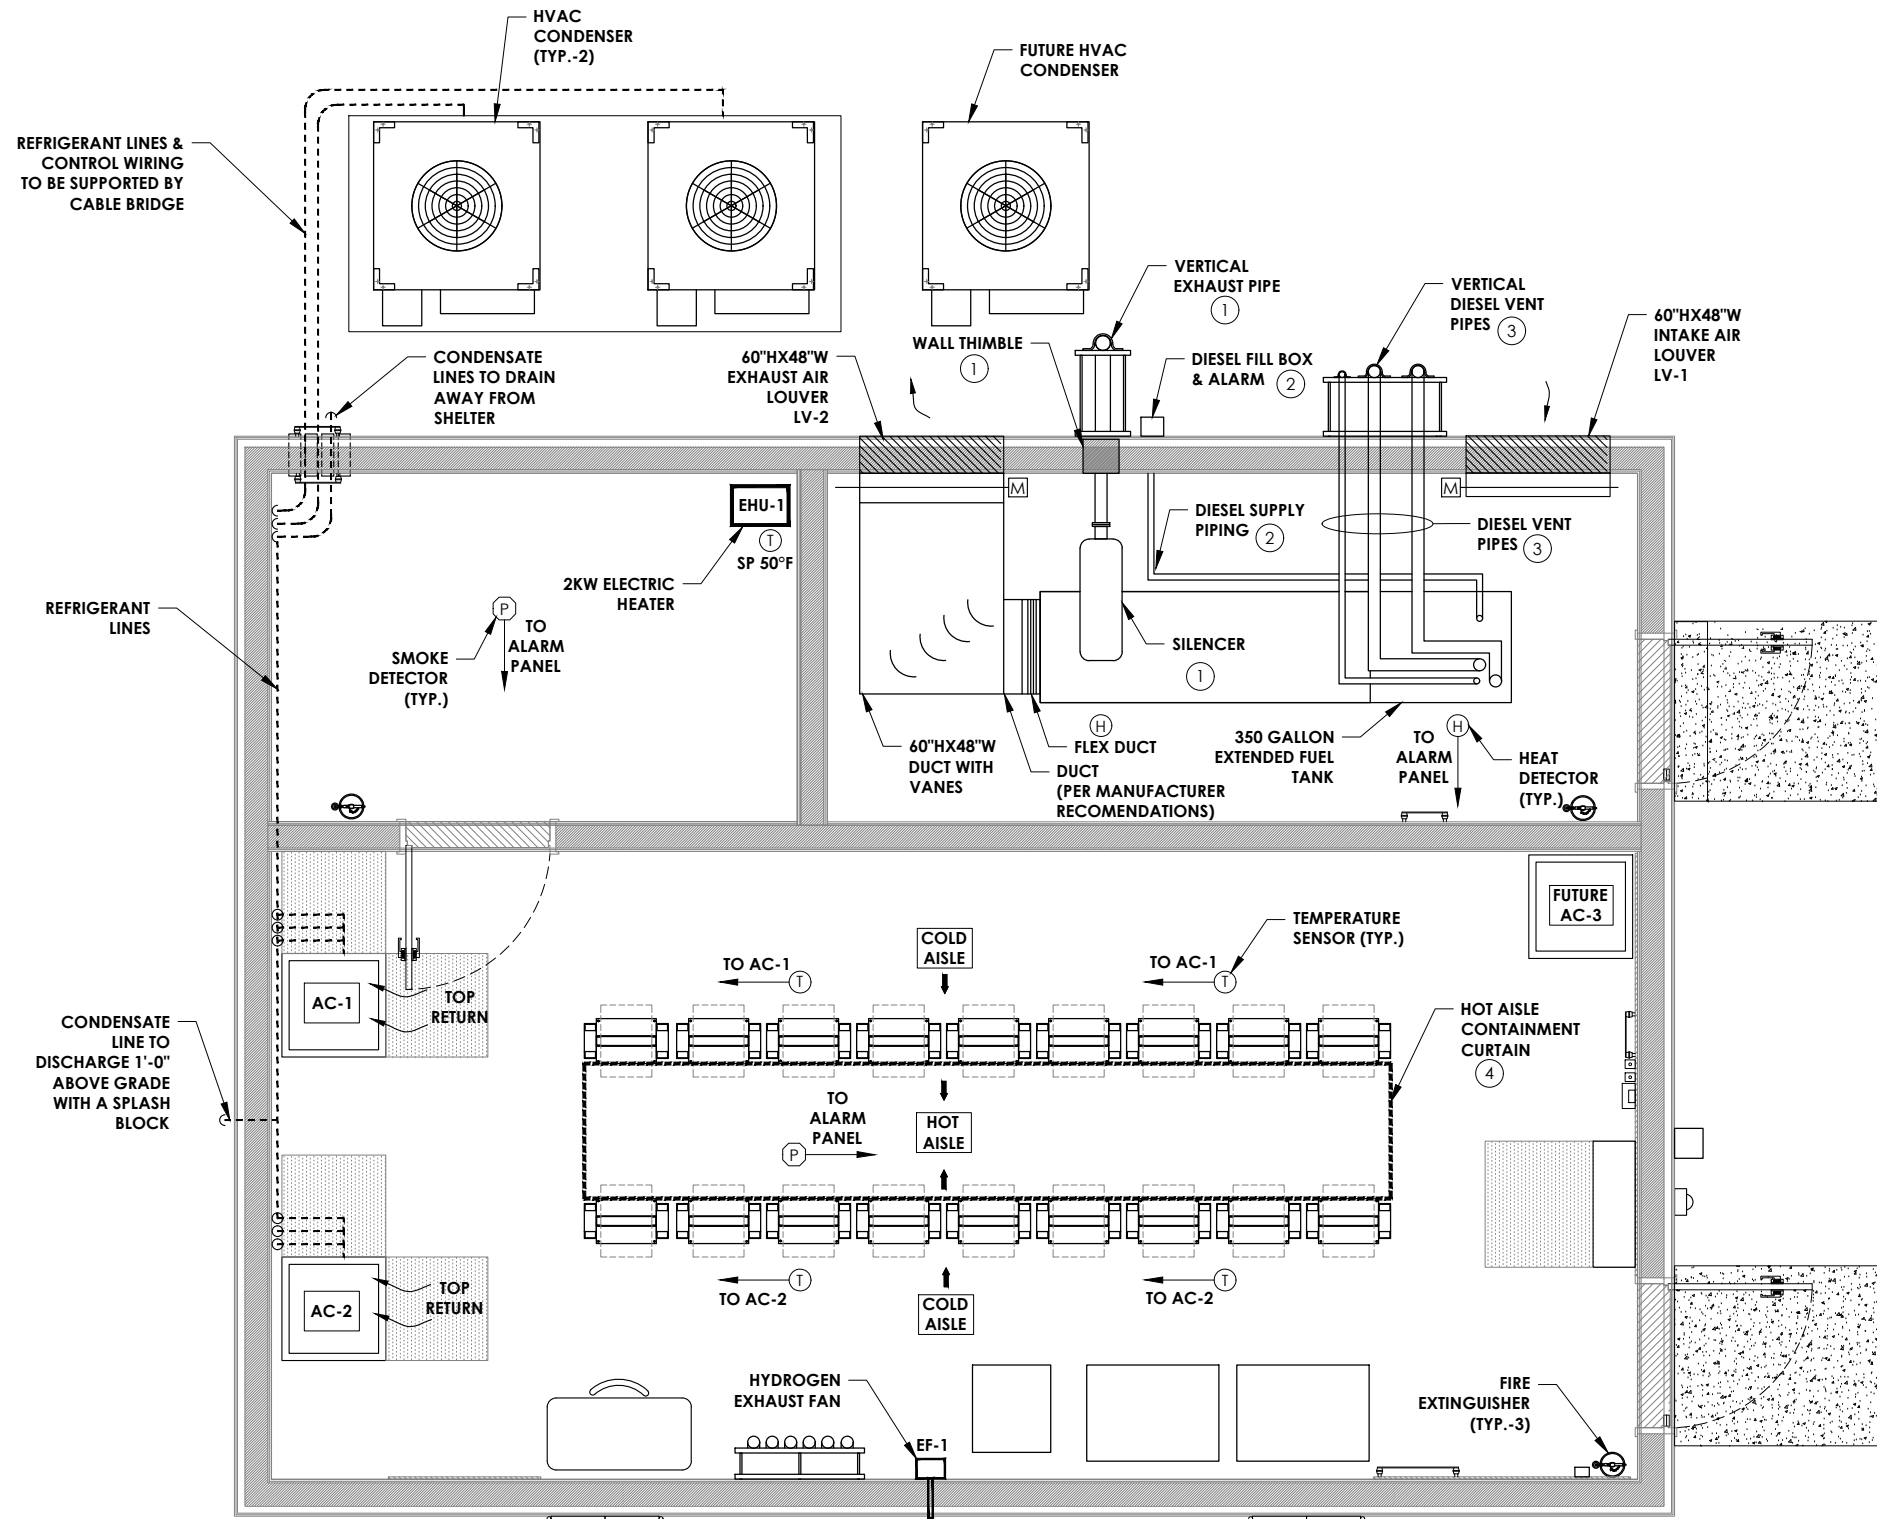 HVAC
CONDENSER
(TYP.-2)
FUTURE HVAC
CONDENSER
REFRIGERANT LINES &
CONTROL WIRING
TO BE SUPPORTED BY
CABLE BRIDGE
VERTICAL
EXHAUST PIPE
1
VERTICAL
DIESEL VENT
PIPES 3
60"HX48"W
INTAKE AIR
LOUVER
LV-1
CONDENSATE
LINES TO DRAIN
AWAY FROM
SHELTER
60"HX48"W
EXHAUST AIR
LOUVER
LV-2
WALL THIMBLE
1
DIESEL FILL BOX
& ALARM 2
EHU-1
T
SP 50°F
2KW ELECTRIC
HEATER
M
M
DIESEL SUPPLY
PIPING 2
DIESEL VENT
PIPES 3
REFRIGERANT
LINES
P
TO
ALARM
PANEL
SMOKE
DETECTOR
(TYP.)
SILENCER
1
H
FLEX DUCT
60"HX48"W
DUCT WITH
VANES
DUCT
(PER MANUFACTURER
RECOMENDATIONS)
350 GALLON
EXTENDED FUEL
TANK
TO
ALARM
PANEL
H
HEAT
DETECTOR
(TYP.)
FUTURE
AC-3
TEMPERATURE
SENSOR (TYP.)
COLD
AISLE
TO AC-1
T
TO AC-1
T
AC-1
TOP
RETURN
HOT AISLE
CONTAINMENT
CURTAIN
4
CONDENSATE
LINE TO
DISCHARGE 1'-0"
ABOVE GRADE
WITH A SPLASH
BLOCK
TO
ALARM
PANEL
P
HOT
AISLE
T
TO AC-2
T
TO AC-2
COLD
AISLE
AC-2
TOP
RETURN
HYDROGEN
EXHAUST FAN
EF-1
FIRE
EXTINGUISHER
(TYP.-3)